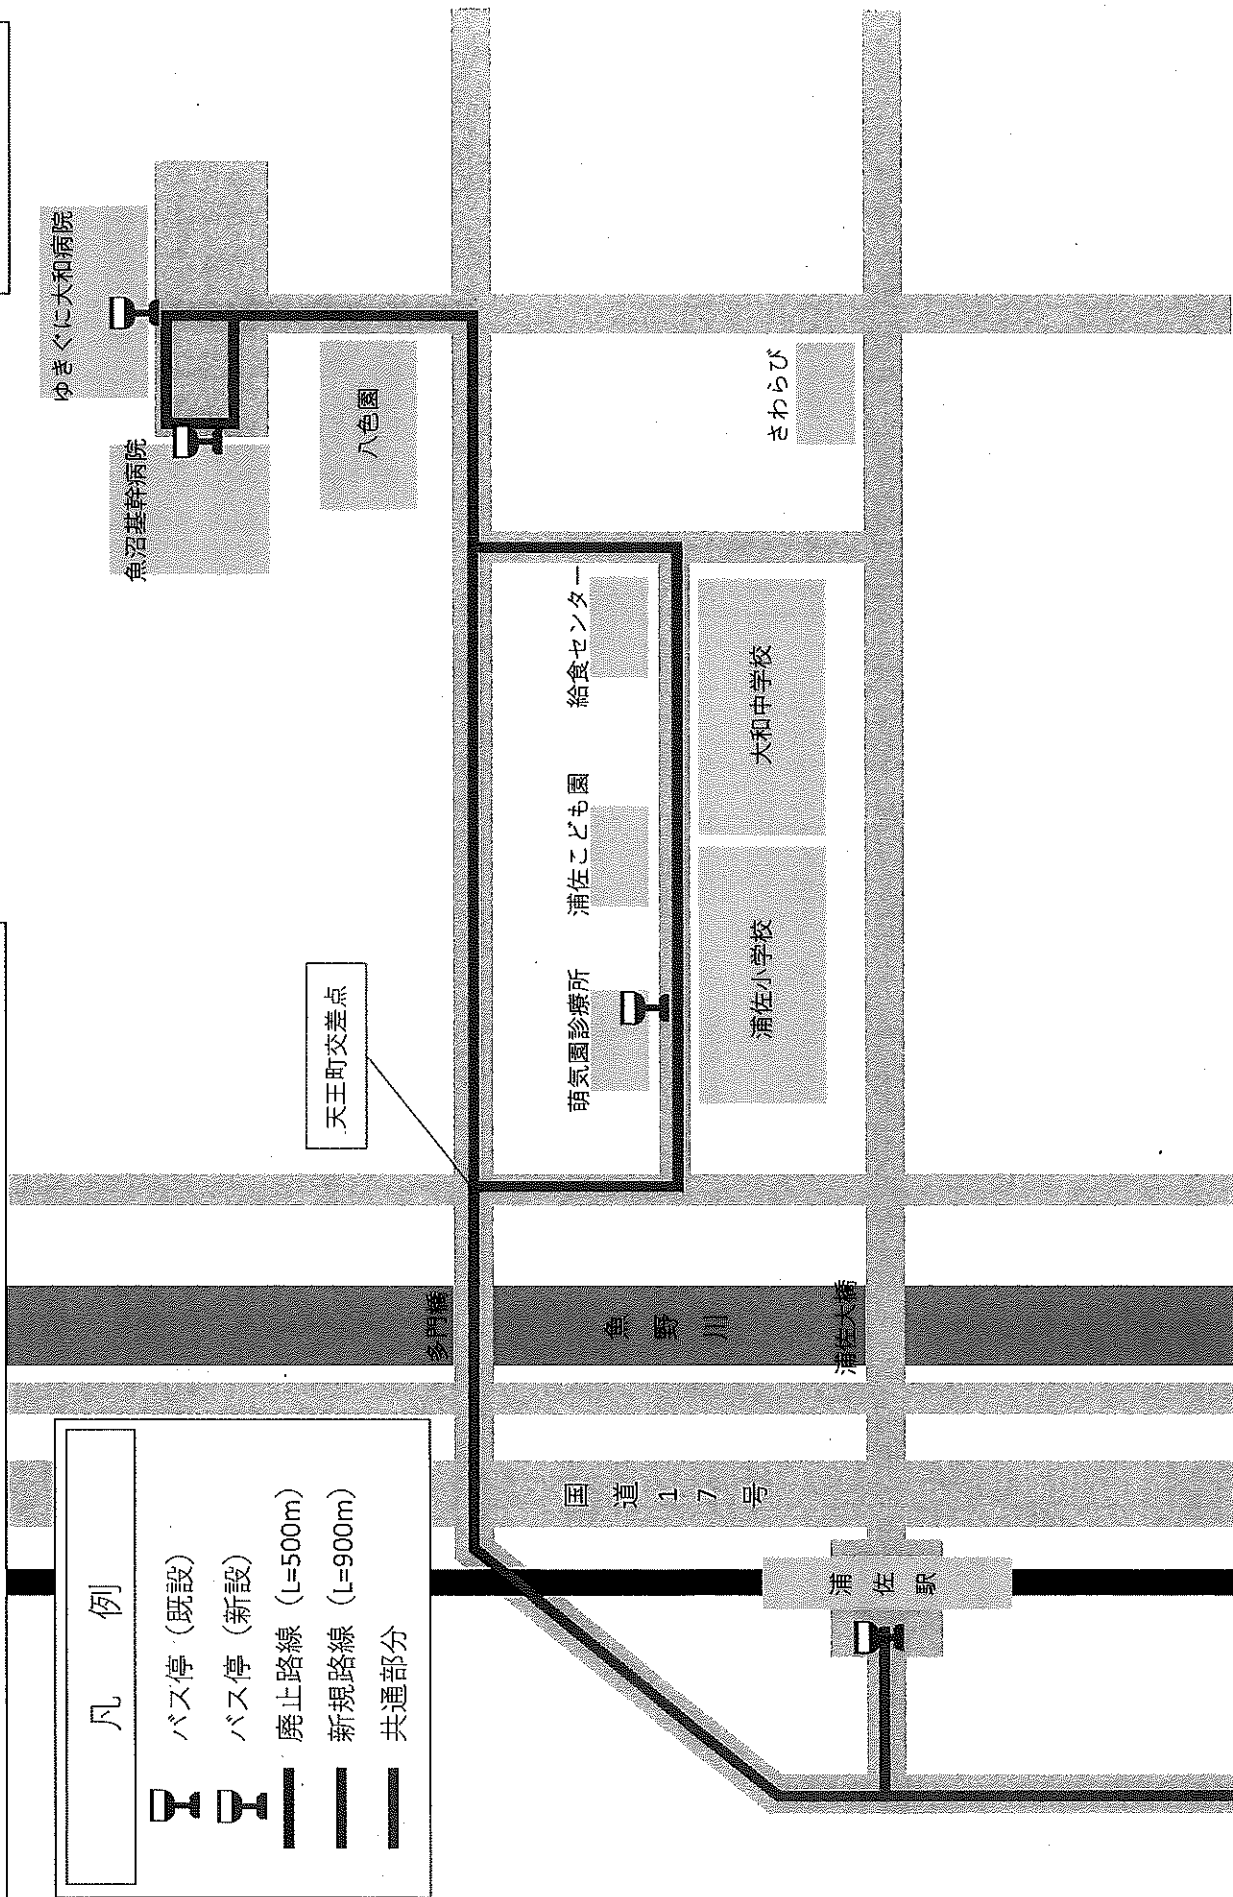 凡　例
バス停（既設）
バス停（新設）
廃止路線（L=500m）
新規路線（L=900m）
共通部分
天王町交差点
魚沼基幹病院
ゆきぐに大和病院
八色園
多門橋
魚野川
浦佐大橋
国道17号
浦佐駅
萌気園診療所
浦佐こども園
給食センター
浦佐小学校
大和中学校
さわらび